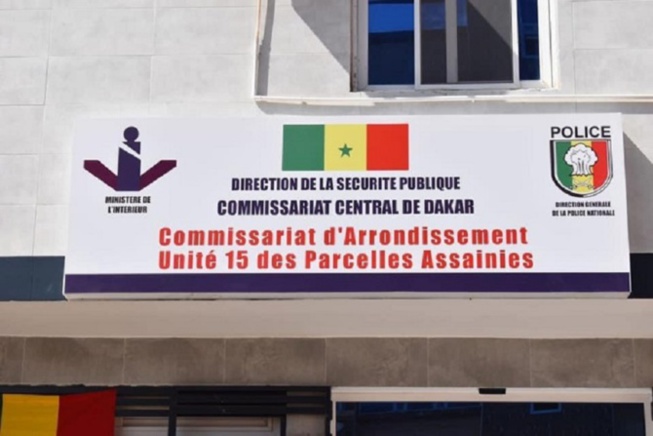 MINISTERE DE
L'INTERIEUR
DIRECTION DE LA SECURITE PUBLIQUE
COMMISSARIAT CENTRAL DE DAKAR
Commissariat d'Arrondissement
Unité 15 des Parcelles Assainies
POLICE
DIRECTION GENERALE
DE LA POLICE NATIONALE